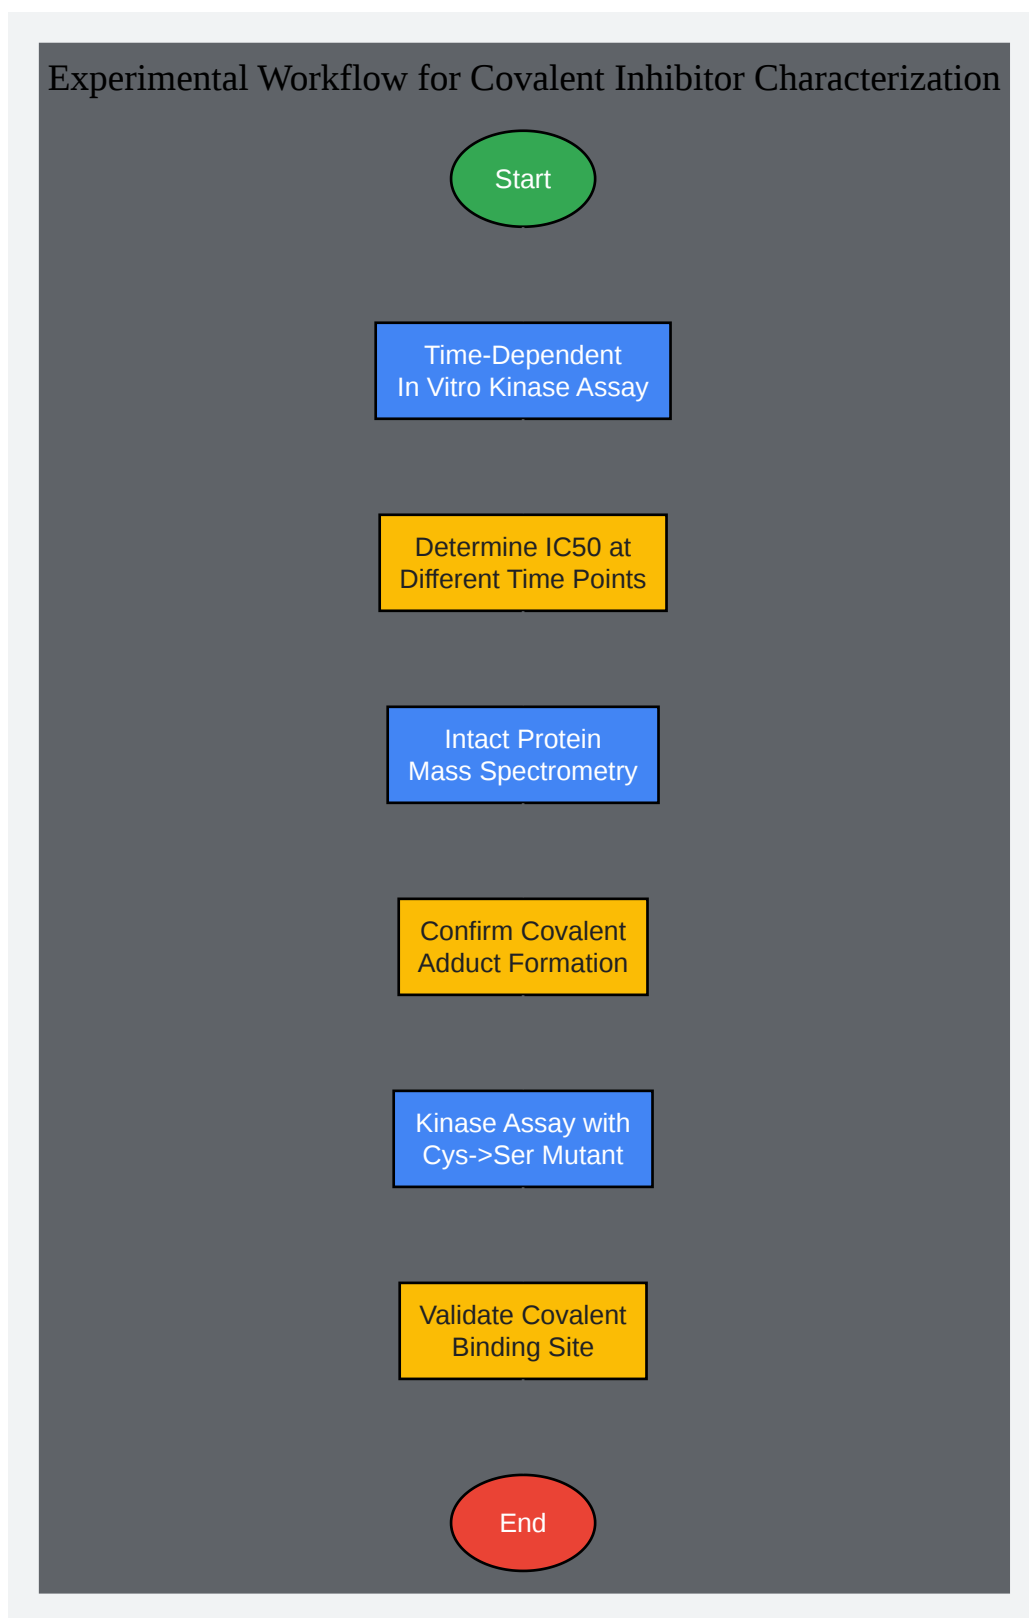 Experimental Workflow for Covalent Inhibitor Characterization
Start
Time-Dependent
In Vitro Kinase Assay
Determine IC50 at
Different Time Points
Intact Protein
Mass Spectrometry
Confirm Covalent
Adduct Formation
Kinase Assay with
Cys->Ser Mutant
Validate Covalent
Binding Site
End